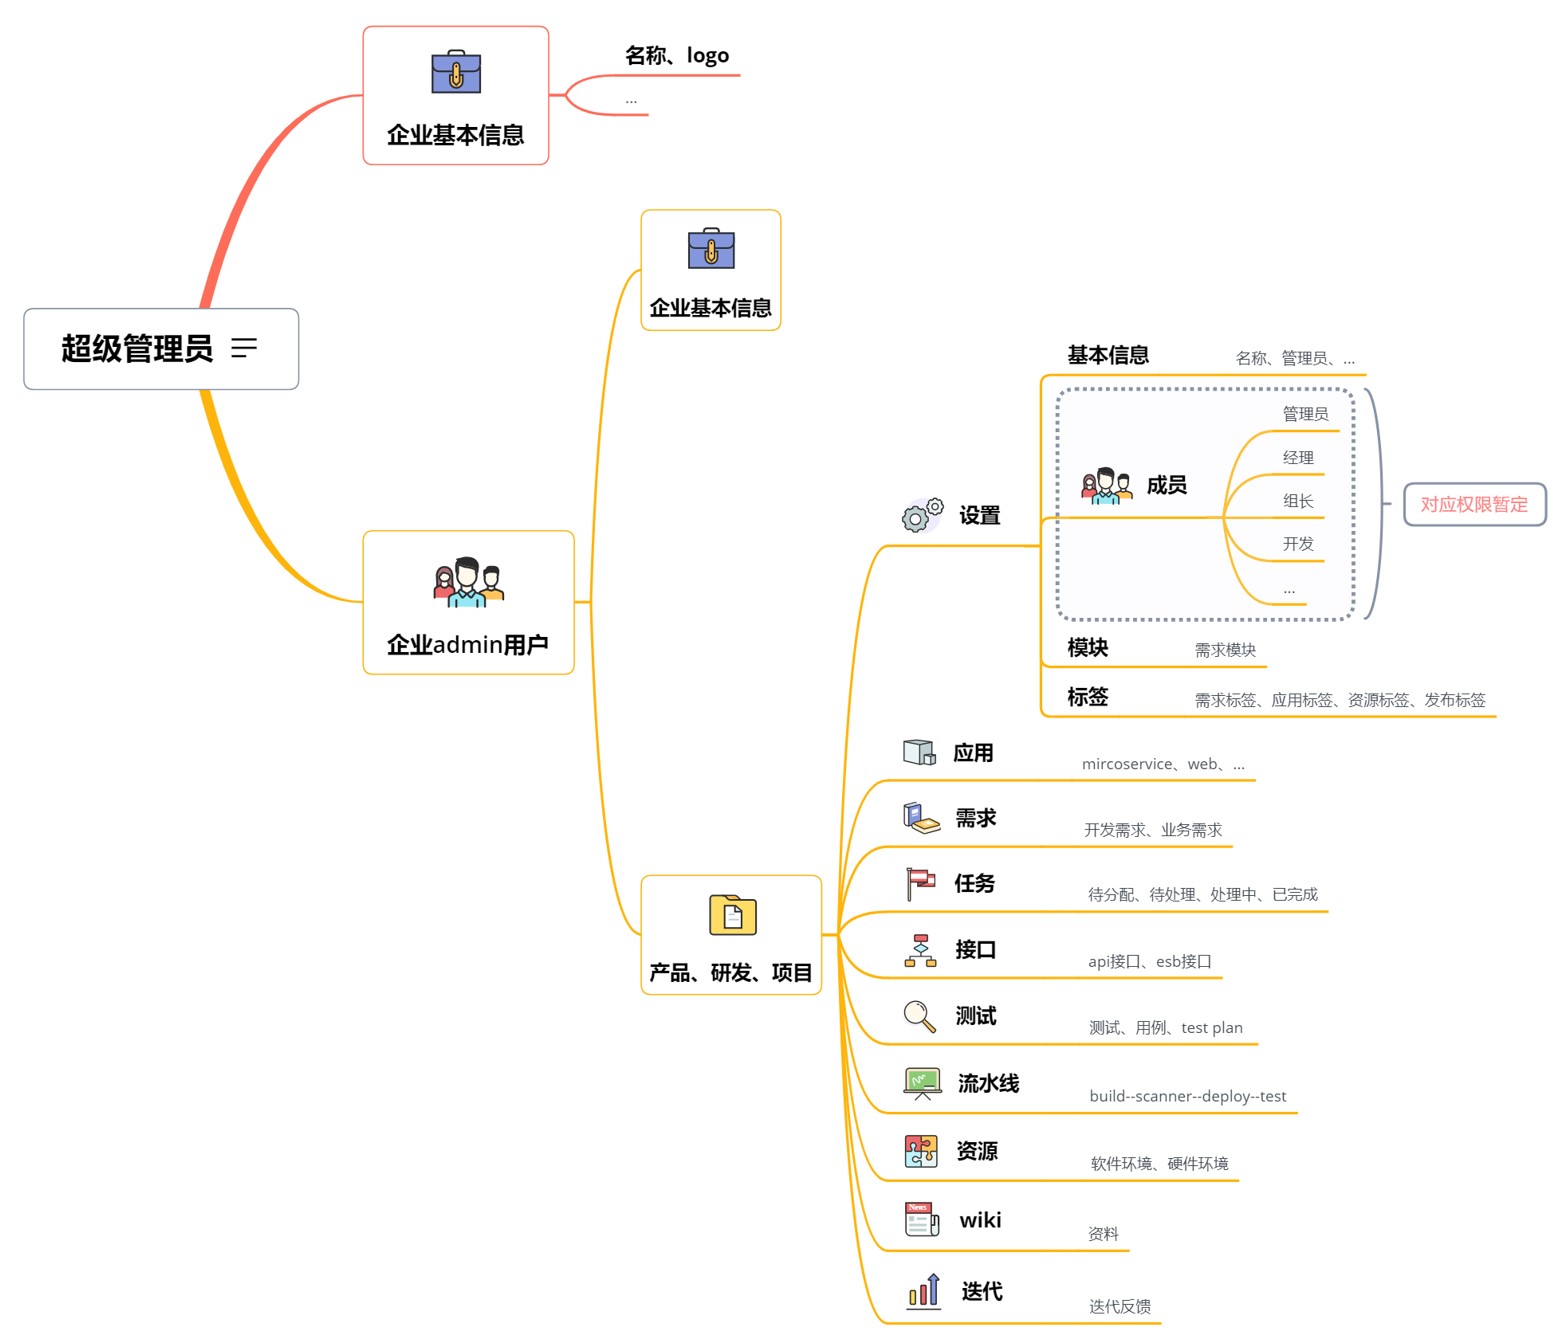 名称、logo
...
企业基本信息
企业基本信息
超级管理员
基本信息
名称、管理员、...
管理员
经理
成员
组长
对应权限暂定
设置
开发
...
企业admin用户
模块
需求模块
标签
需求标签、应用标签、资源标签、发布标签
应用
mircoservice、web、...
需求
开发需求、业务需求
任务
待分配、待处理、处理中、已完成
产品、研发、项目
接口
api接口、esb接口
测试
测试、用例、test plan
流水线
build--scanner--deploy--test
资源
软件环境、硬件环境
News
wiki
资料
迭代
迭代反馈